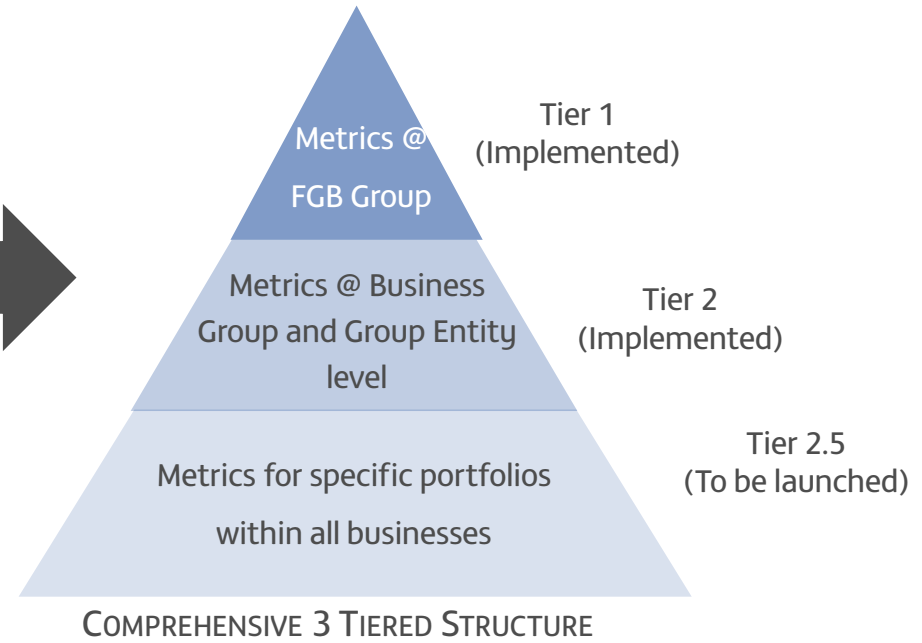 Metrics @
FGB Group
Tier 1
(Implemented)
Metrics @ Business
Group and Group Entity
level
Tier 2
(Implemented)
Metrics for specific portfolios
within all businesses
Tier 2.5
(To be launched)
COMPREHENSIVE 3 TIERED STRUCTURE